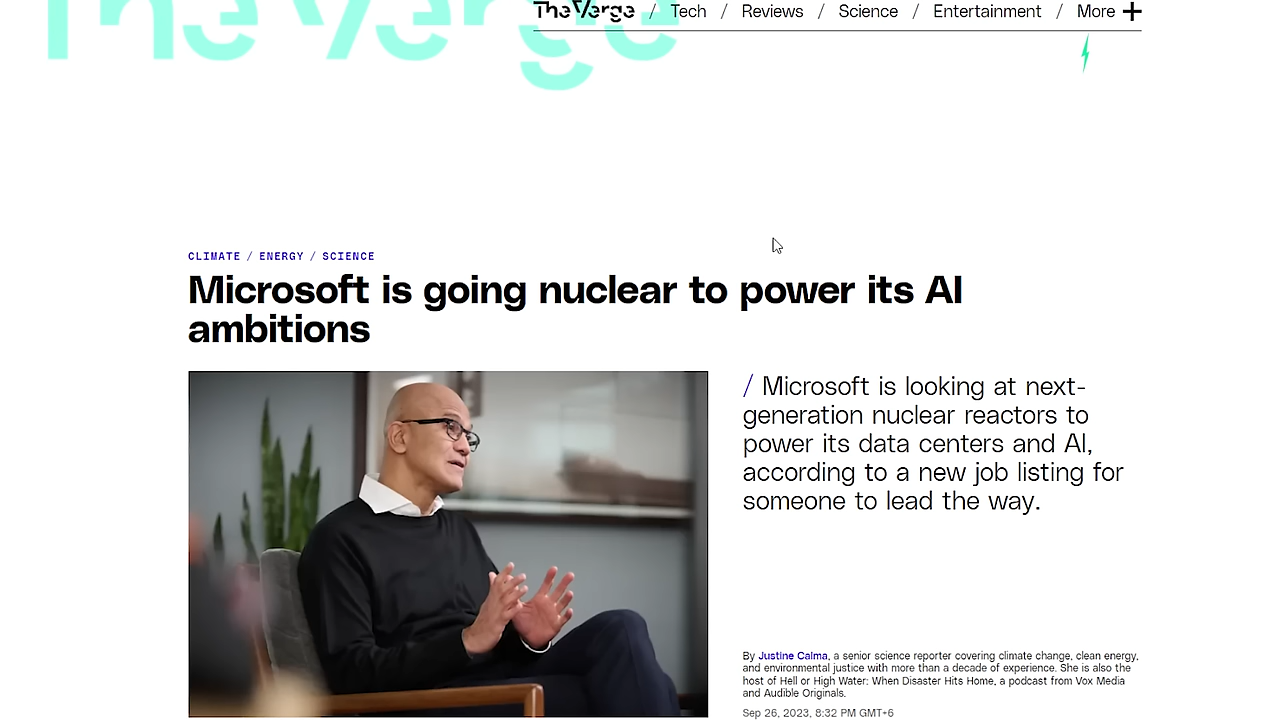 The Verge
The Verge / Tech / Reviews / Science / Entertainment / More +
CLIMATE / ENERGY / SCIENCE
Microsoft is going nuclear to power its AI
ambitions
/ Microsoft is looking at next-
generation nuclear reactors to
power its data centers and AI,
according to a new job listing for
someone to lead the way.
By Justine Calma, a senior science reporter covering climate change, clean energy,
and environmental justice with more than a decade of experience. She is also the
host of Hell or High Water: When Disaster Hits Home, a podcast from Vox Media
and Audible Originals.
Sep 26, 2023, 8:32 PM GMT+6